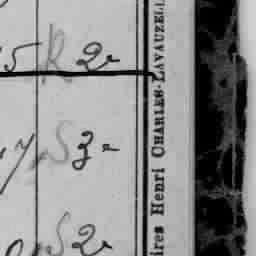 5 R 2
7 S 3 =
S 2
ires Henri CHARLES-LAVAUZELL